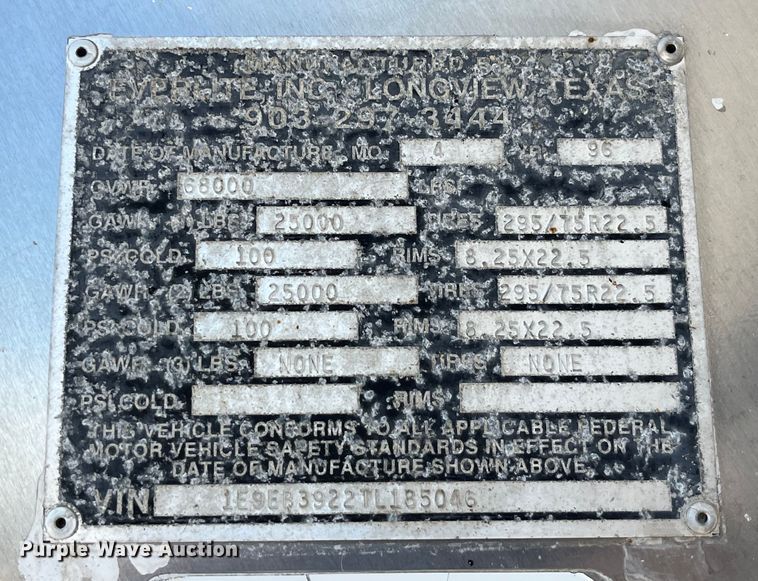 MANUFACTURED BY
EVERLITE INC. LONGVIEW, TEXAS
903-297-3444
DATE OF MANUFACTURE MO. 4 YR. 96
GVWR 68000 LBS.
GAWR (1) LBS 25000 TIRES 295/75R22.5
PSI COLD 100 RIMS 8.25X22.5
GAWR (2) LBS 25000 TIRES 295/75R22.5
PSI COLD 100 RIMS 8.25X22.5
GAWR (3) LBS NONE TIRES NONE
PSI COLD RIMS
THIS VEHICLE CONFORMS TO ALL APPLICABLE FEDERAL
MOTOR VEHICLE SAFETY STANDARDS IN EFFECT ON THE
DATE OF MANUFACTURE SHOWN ABOVE.
VIN 1E9EB3922TL185046
Purple Wave Auction